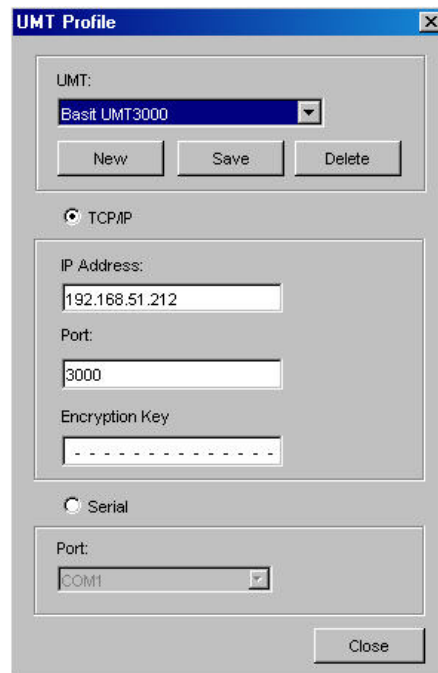 UMT Profile
UMT:
Basit UMT3000
New Save Delete
TCP/IP
IP Address:
192.168.51.212
Port:
3000
Encryption Key
- - - - - - - - - - - - - -
Serial
Port:
COM1
Close